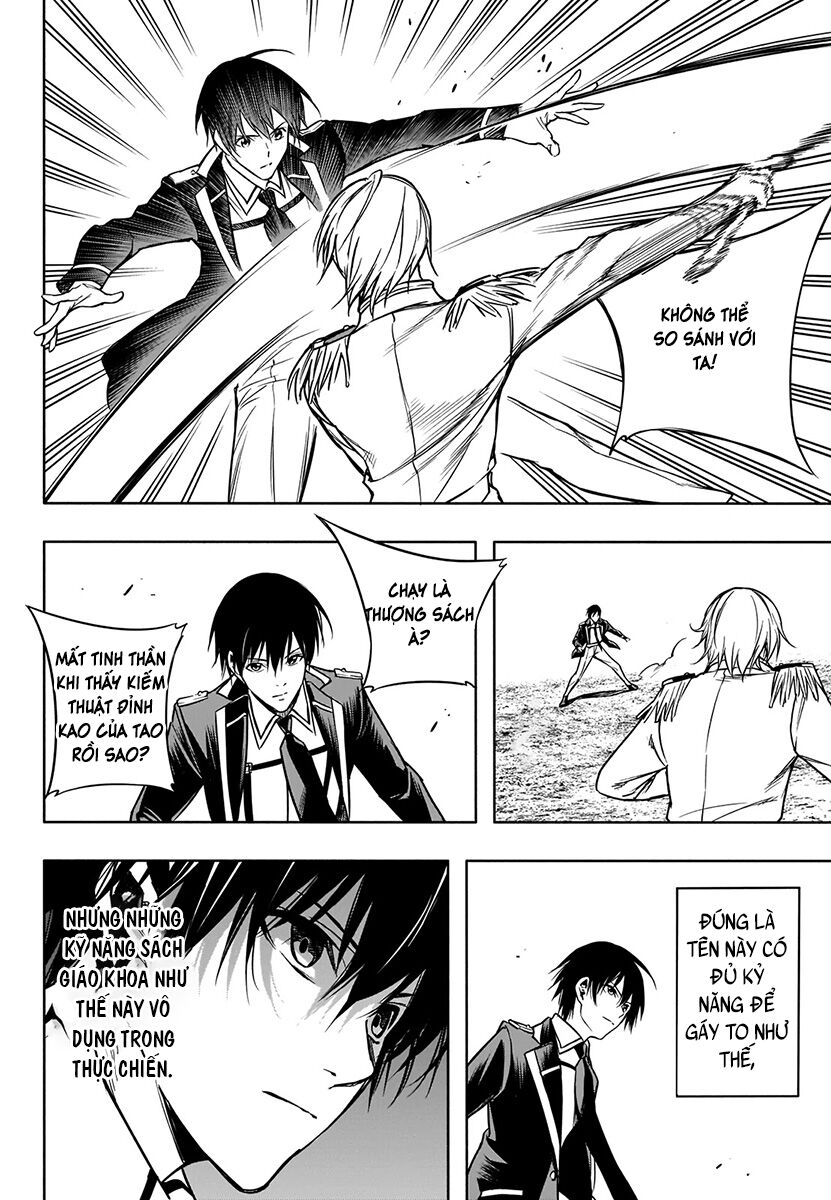 KHÔNG THỂ
SO SÁNH VỚI
TA!
CHẠY LÀ
THƯỢNG SÁCH
À?
MẤT TINH THẦN
KHI THẤY KIẾM
THUẬT ĐỈNH
KAO CỦA TAO
RỒI SAO?
ĐÚNG LÀ
TÊN NÀY CÓ
ĐỦ KỸ
NĂNG ĐỂ
GÁY TO NHƯ
THẾ,
NHƯNG NHỮNG
KỸ NĂNG SÁCH
GIÁO KHOA NHƯ
THẾ NÀY VÔ
DỤNG TRONG
THỰC CHIẾN.